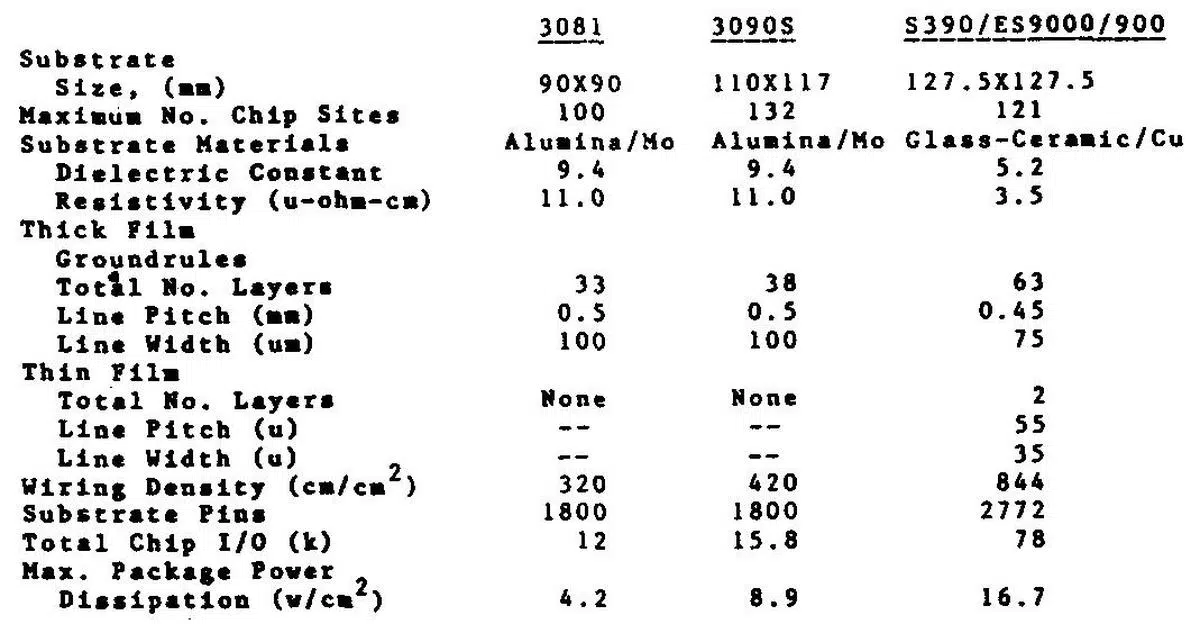 3081 3090S S390/ES9000/900
Substrate
Size, (mm) 90X90 110X117 127.5X127.5
Maximum No. Chip Sites 100 132 121
Substrate Materials Alumina/Mo Alumina/Mo Glass-Ceramic/Cu
Dielectric Constant 9.4 9.4 5.2
Resistivity (u-ohm-cm) 11.0 11.0 3.5
Thick Film
Groundrules
Total No. Layers 33 38 63
Line Pitch (mm) 0.5 0.5 0.45
Line Width (um) 100 100 75
Thin Film
Total No. Layers None None 2
Line Pitch (u) -- -- 55
Line Width (u) -- -- 35
Wiring Density (cm/cm²) 320 420 844
Substrate Pins 1800 1800 2772
Total Chip I/O (k) 12 15.8 78
Max. Package Power
Dissipation (w/cm²) 4.2 8.9 16.7